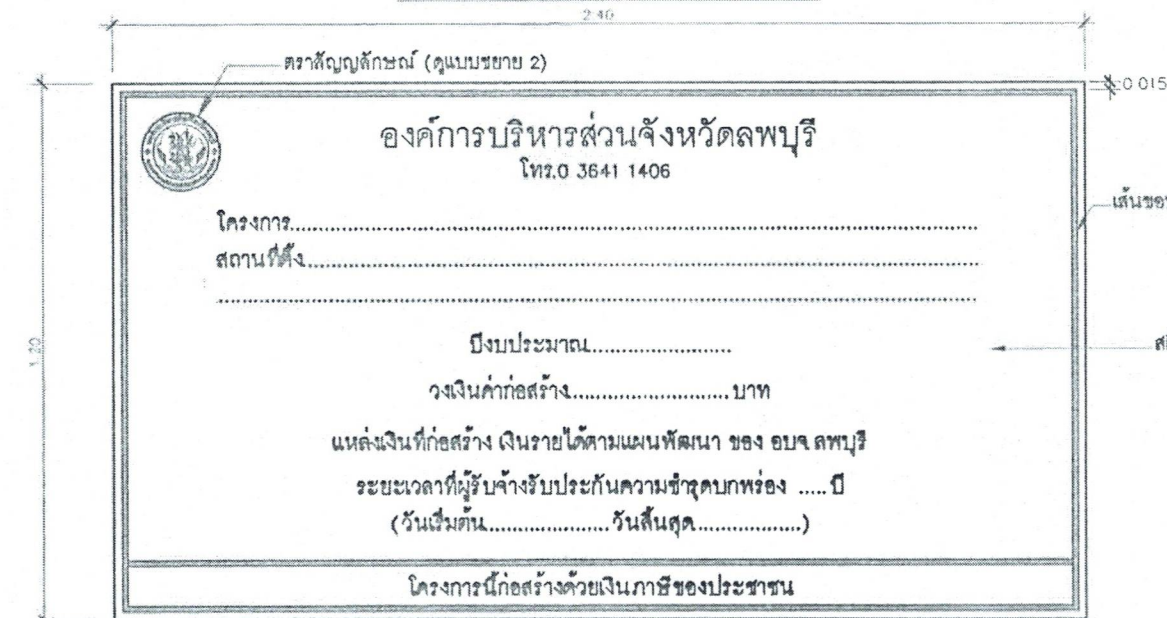 2.40
ตราสัญญลักษณ์ (ดูแบบขยาย 2)
0.015
องค์การบริหารส่วนจังหวัดลพบุรี
โทร.0 3641 1406
โครงการ........................................................................
สถานที่ตั้ง........................................................................
........................................................................
1.20
ปีงบประมาณ........................
วงเงินค่าก่อสร้าง............................บาท
แหล่งเงินที่ก่อสร้าง เงินรายได้ตามแผนพัฒนา ของ อบจ.ลพบุรี
ระยะเวลาที่ผู้รับจ้างรับประกันความชำรุดบกพร่อง .....ปี
(วันเริ่มต้น.....................วันสิ้นสุด..................)
โครงการนี้ก่อสร้างด้วยเงินภาษีของประชาชน